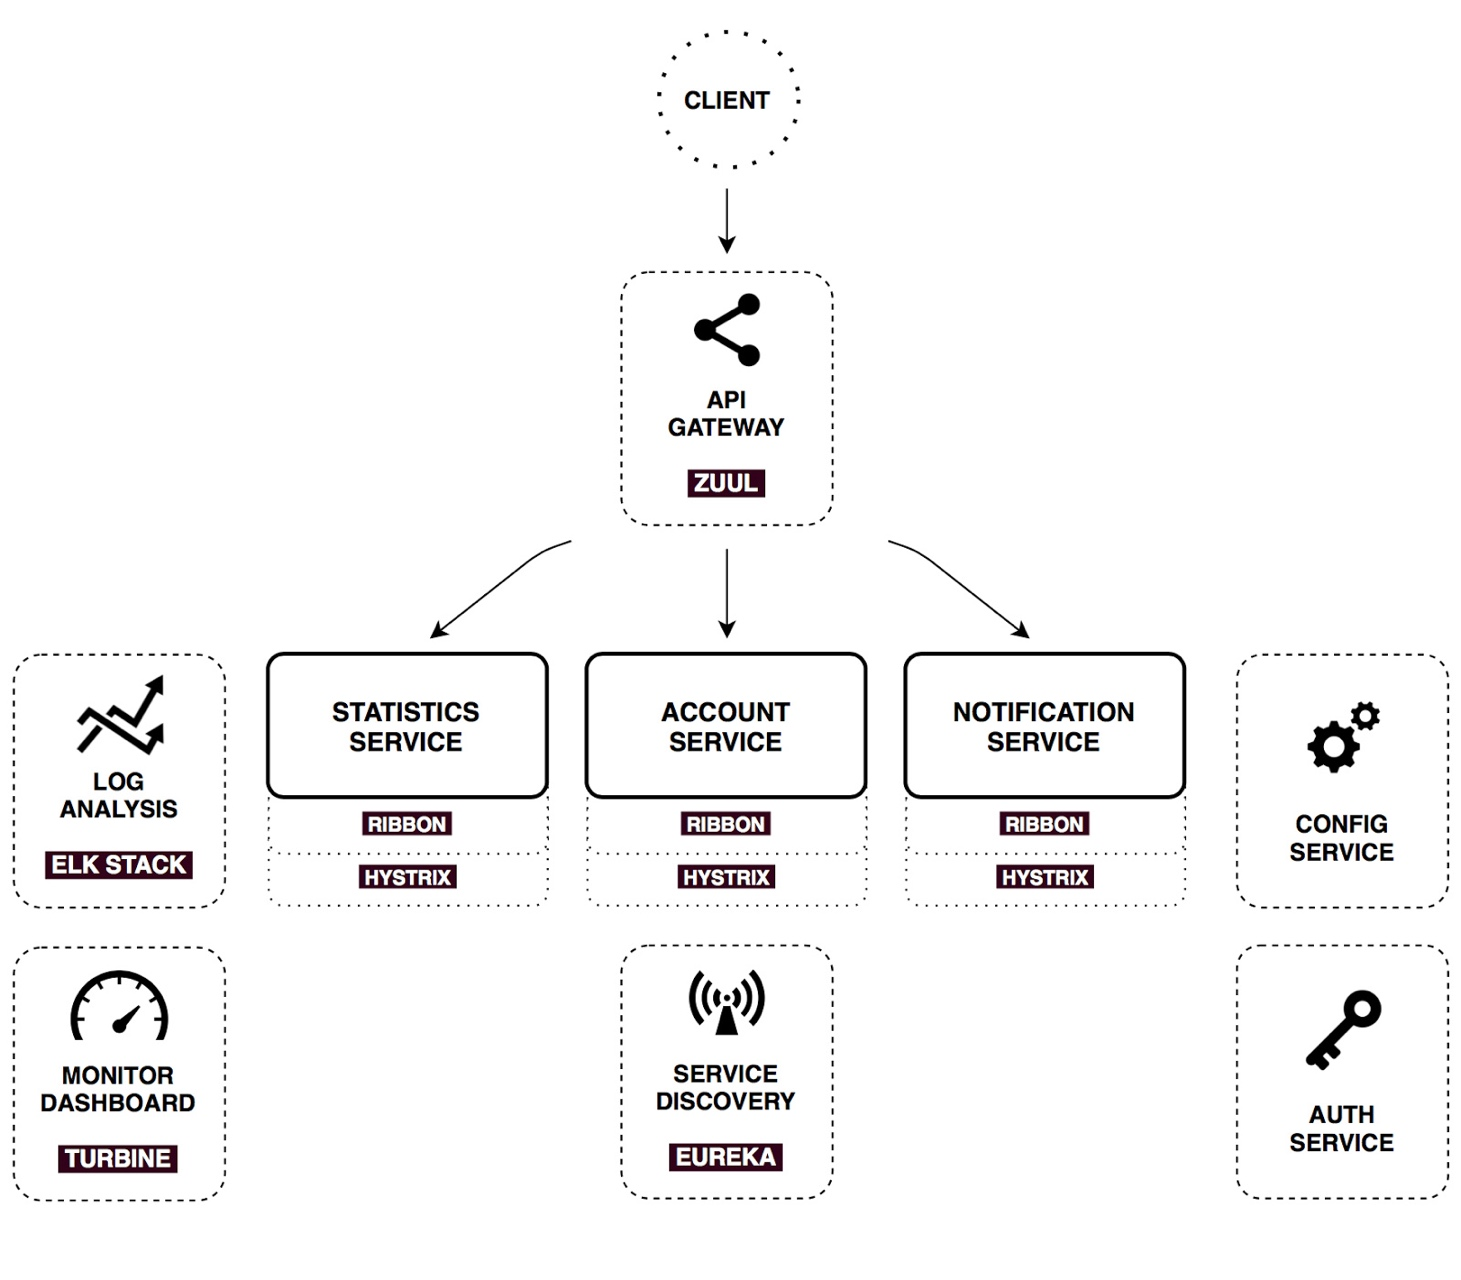 CLIENT
API
GATEWAY
ZUUL
LOG
ANALYSIS
ELK STACK
STATISTICS
SERVICE
RIBBON
HYSTRIX
ACCOUNT
SERVICE
RIBBON
HYSTRIX
NOTIFICATION
SERVICE
RIBBON
HYSTRIX
CONFIG
SERVICE
MONITOR
DASHBOARD
TURBINE
SERVICE
DISCOVERY
EUREKA
AUTH
SERVICE